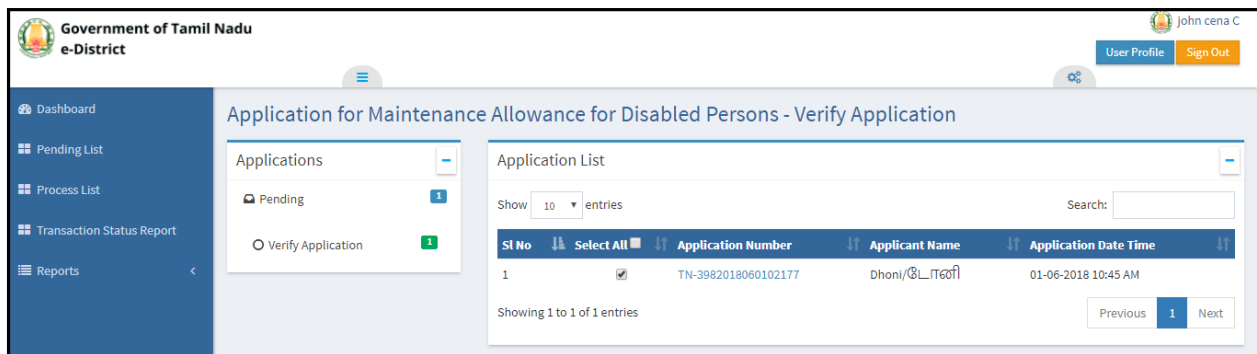 Government of Tamil Nadu
e-District
john cena C
User Profile Sign Out
Dashboard
Pending List
Process List
Transaction Status Report
Reports
Application for Maintenance Allowance for Disabled Persons - Verify Application
Applications
Pending 1
Verify Application 1
Application List
Show 10 entries Search:
Sl No Select All Application Number Applicant Name Application Date Time
1 TN-3982018060102177 Dhoni/டோனி 01-06-2018 10:45 AM
Showing 1 to 1 of 1 entries
Previous 1 Next